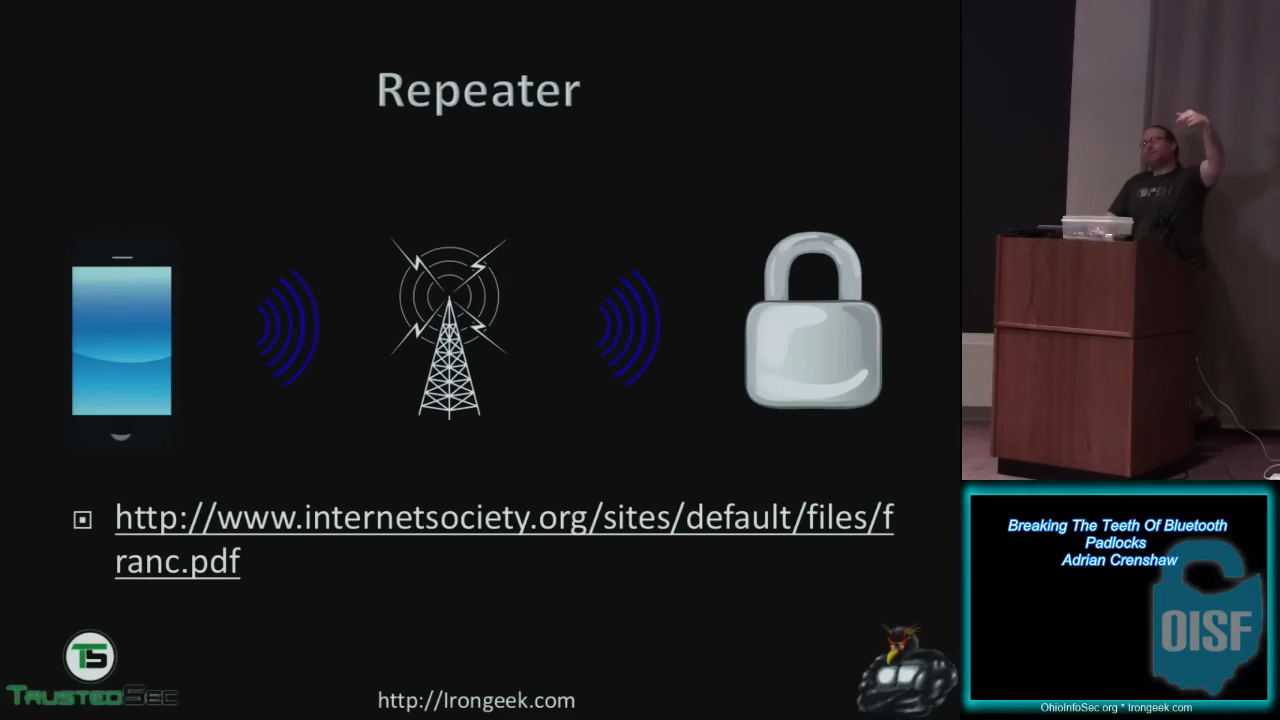 Repeater
http://www.internetsociety.org/sites/default/files/f
ranc.pdf
TS
TRUSTEDSEC
http://Irongeek.com
Breaking The Teeth Of Bluetooth
Padlocks
Adrian Crenshaw
OISF
OhioInfoSec.org * Irongeek.com